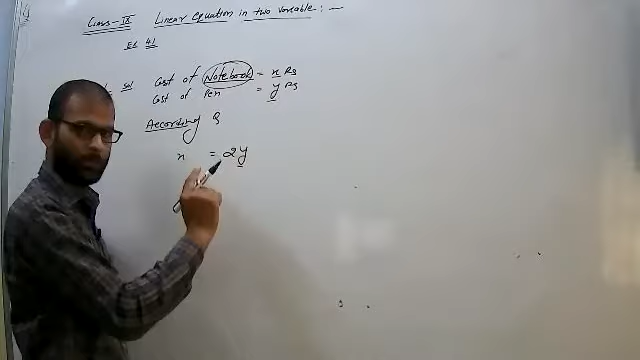 Class - IX Linear equation in two variable : -
Ex 4.1
Sol Cost of Notebook = x Rs
Cost of Pen = y Rs
According Q
x = 2y